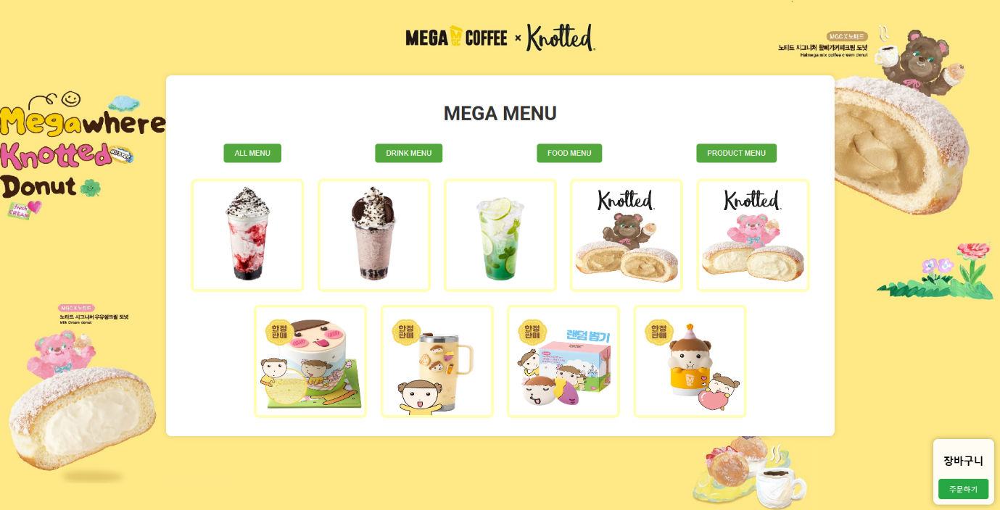 MEGA MGC COFFEE × Knotted
MGC X 노티드
노티드 시그니처 할메가커피크림 도넛
Halmega mix coffee cream donut
Megawhere
Knotted
BUTTER
Donut
fresh
CREAM
MEGA MENU
ALL MENU
DRINK MENU
FOOD MENU
PRODUCT MENU
Knotted
Knotted
MGC X 노티드
노티드 시그니처 우유생크림 도넛
Milk Cream donut
한정
판매
한정
판매
한정
판매
랜덤 뽑기
한정
판매
장바구니
주문하기